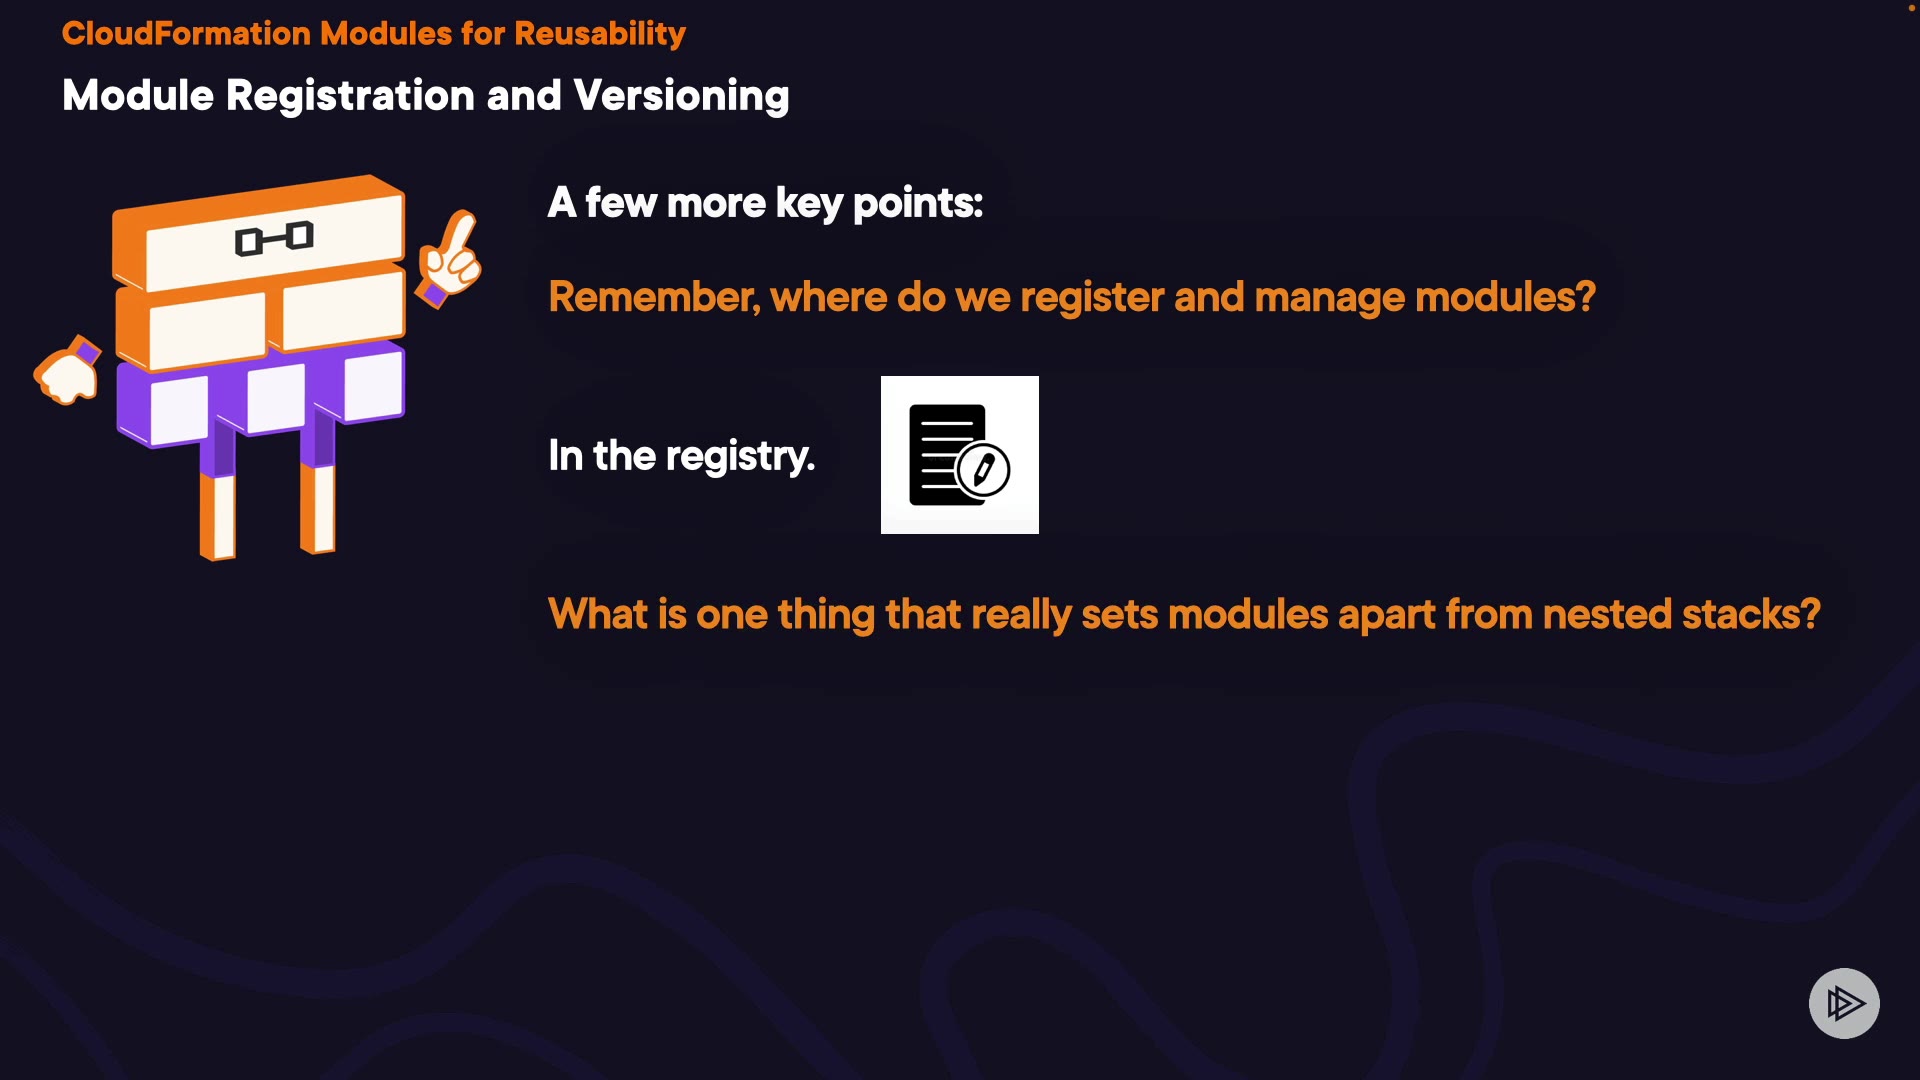 CloudFormation Modules for Reusability
Module Registration and Versioning
A few more key points:
Remember, where do we register and manage modules?
In the registry.
What is one thing that really sets modules apart from nested stacks?